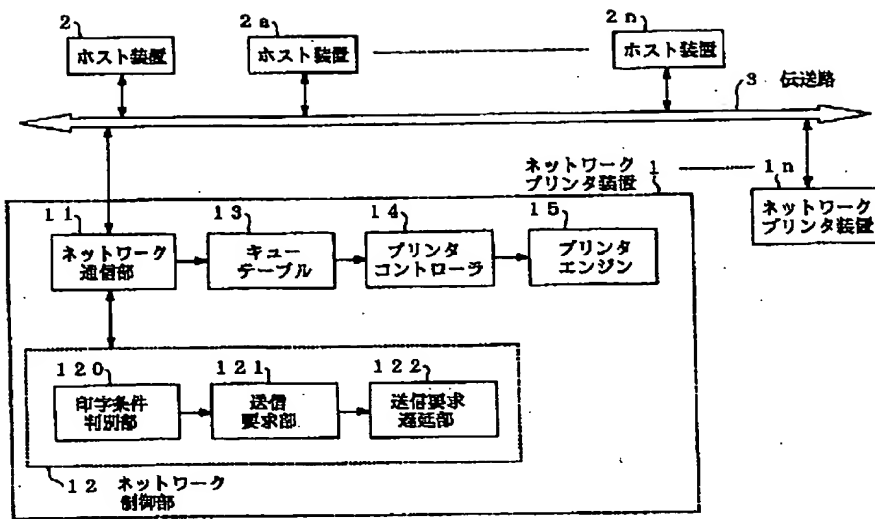 2
ホスト装置
2a
ホスト装置
2n
ホスト装置
3 伝送路
ネットワーク
プリンタ装置 1
1n
ネットワーク
プリンタ装置
11
ネットワーク
通信部
13
キュー
テーブル
14
プリンタ
コントローラ
15
プリンタ
エンジン
120
印字条件
判別部
121
送信
要求部
122
送信要求
遅延部
12 ネットワーク
制御部